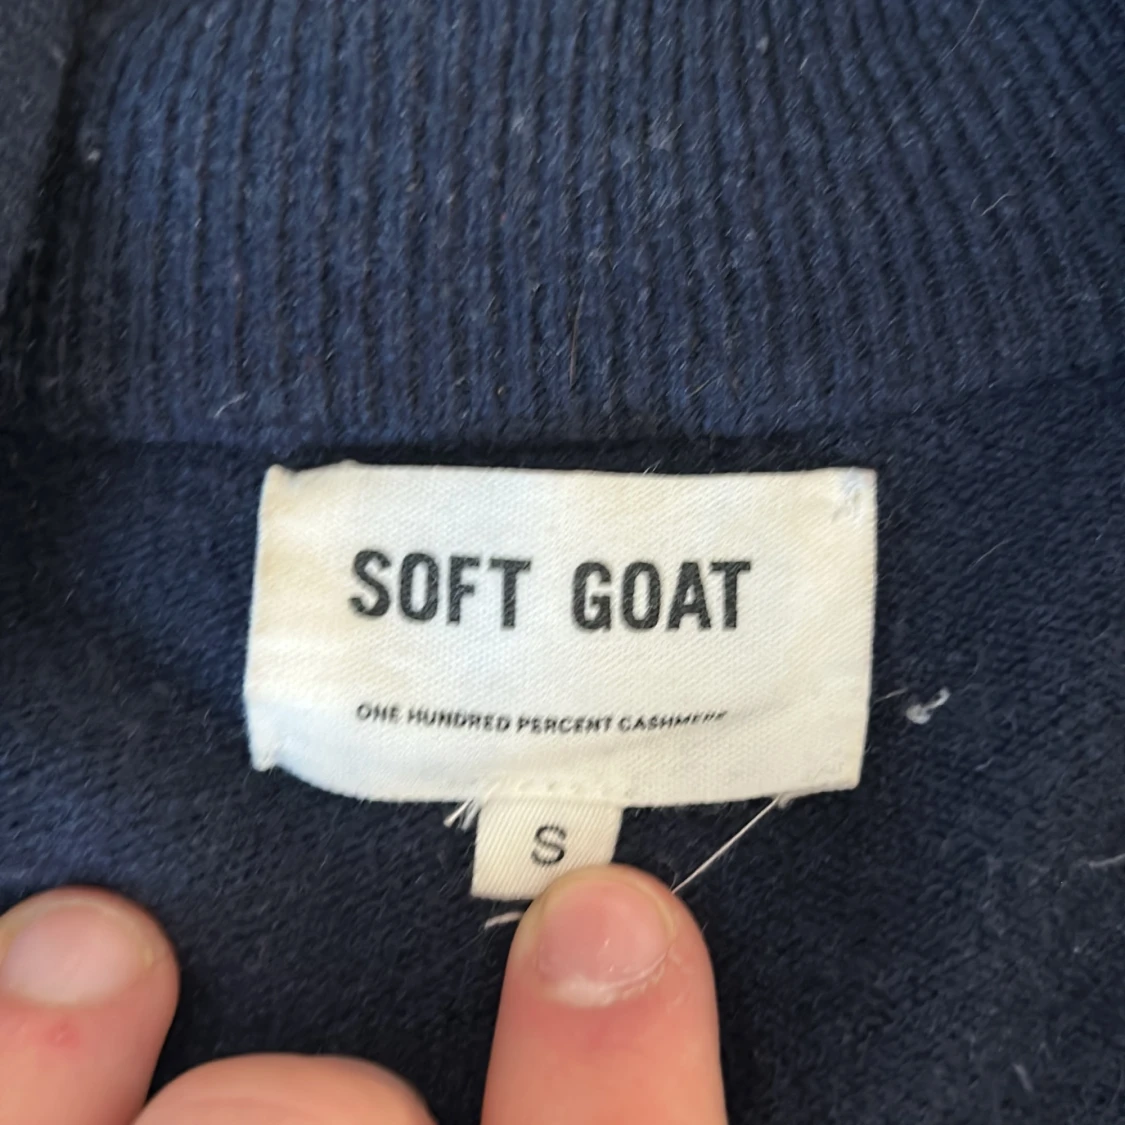 SOFT GOAT
ONE HUNDRED PERCENT CASHMERE
S